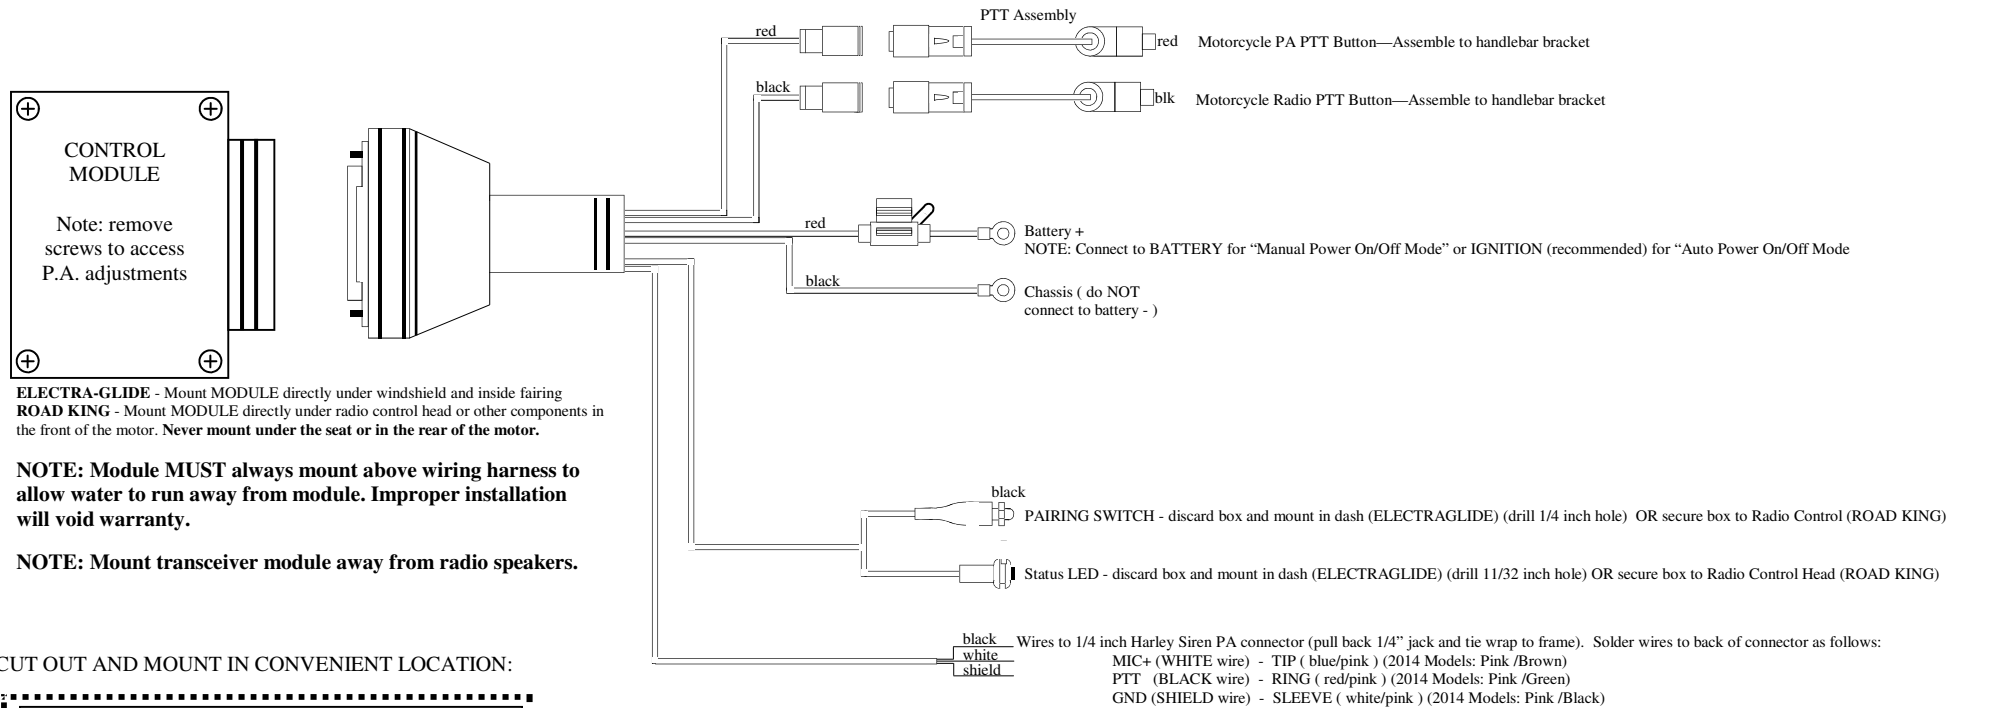 PTT Assembly
red
red
Motorcycle PA PTT Button—Assemble to handlebar bracket
black
blk
Motorcycle Radio PTT Button—Assemble to handlebar bracket
CONTROL
MODULE
Note: remove
screws to access
P.A. adjustments
red
Battery +
NOTE: Connect to BATTERY for “Manual Power On/Off Mode” or IGNITION (recommended) for “Auto Power On/Off Mode
black
Chassis ( do NOT
connect to battery - )
ELECTRA-GLIDE - Mount MODULE directly under windshield and inside fairing
ROAD KING - Mount MODULE directly under radio control head or other components in
the front of the motor. Never mount under the seat or in the rear of the motor.
NOTE: Module MUST always mount above wiring harness to
allow water to run away from module. Improper installation
will void warranty.
NOTE: Mount transceiver module away from radio speakers.
black
PAIRING SWITCH - discard box and mount in dash (ELECTRAGLIDE) (drill 1/4 inch hole)  OR secure box to Radio Control (ROAD KING)
Status LED - discard box and mount in dash (ELECTRAGLIDE) (drill 11/32 inch hole) OR secure box to Radio Control Head (ROAD KING)
black
white
shield
Wires to 1/4 inch Harley Siren PA connector (pull back 1/4” jack and tie wrap to frame).  Solder wires to back of connector as follows:
MIC+ (WHITE wire)  -  TIP ( blue/pink ) (2014 Models: Pink /Brown)
PTT   (BLACK wire)  -  RING ( red/pink ) (2014 Models: Pink /Green)
GND (SHIELD wire)  -  SLEEVE ( white/pink ) (2014 Models: Pink /Black)
CUT OUT AND MOUNT IN CONVENIENT LOCATION: